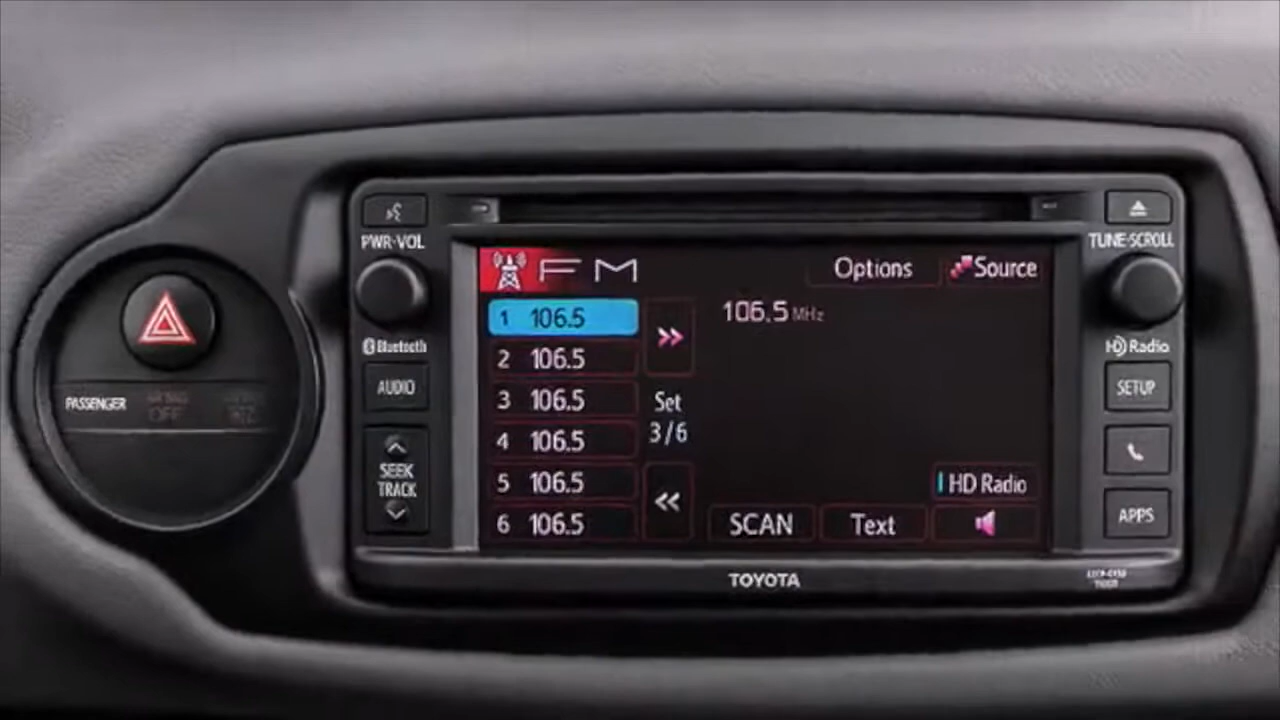 PWR·VOL
TUNE·SCROLL
FM
Options
Source
1 106.5
106.5 MHz
2 106.5
3 106.5
Set
3/6
4 106.5
5 106.5
6 106.5
HD Radio
SCAN
Text
Bluetooth
HD Radio
AUDIO
SETUP
SEEK
TRACK
APPS
PASSENGER
OFF
TOYOTA